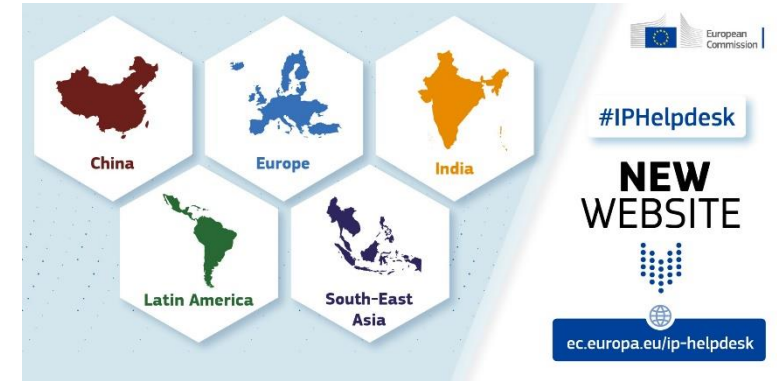 China
Europe
India
Latin America
South-East
Asia
European
Commission
#IPHelpdesk
NEW
WEBSITE
ec.europa.eu/ip-helpdesk